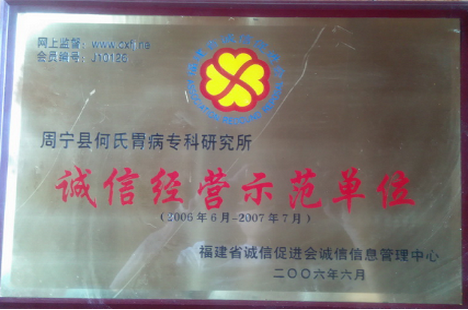 网上监督：www.cxfj.ne
会员编号：J10126
周宁县何氏胃病专科研究所
诚信经营示范单位
(2006年6月-2007年7月)
福建省诚信促进会诚信信息管理中心
二〇〇六年六月